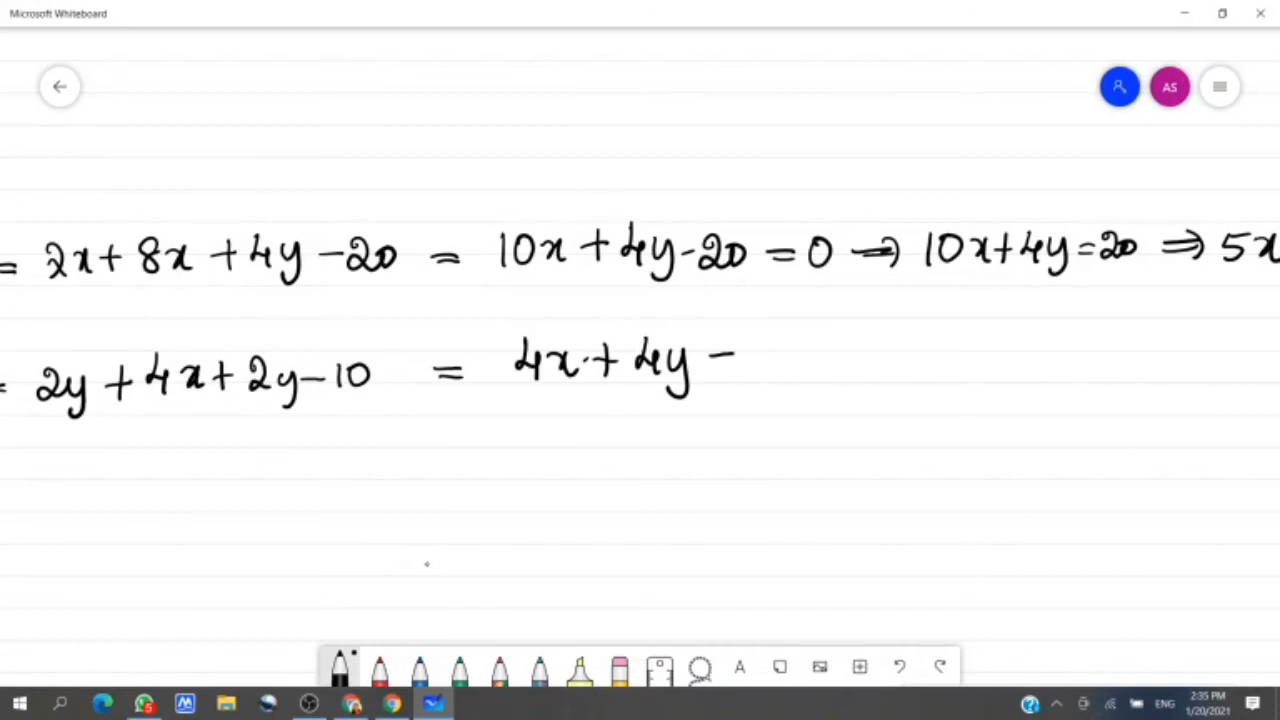 Microsoft Whiteboard
AS
= 2x + 8x + 4y - 20 = 10x + 4y - 20 = 0 → 10x + 4y = 20 ⇒ 5x
= 2y + 4x + 2y - 10 = 4x + 4y -
A
5
ENG
2:35 PM
1/20/2021